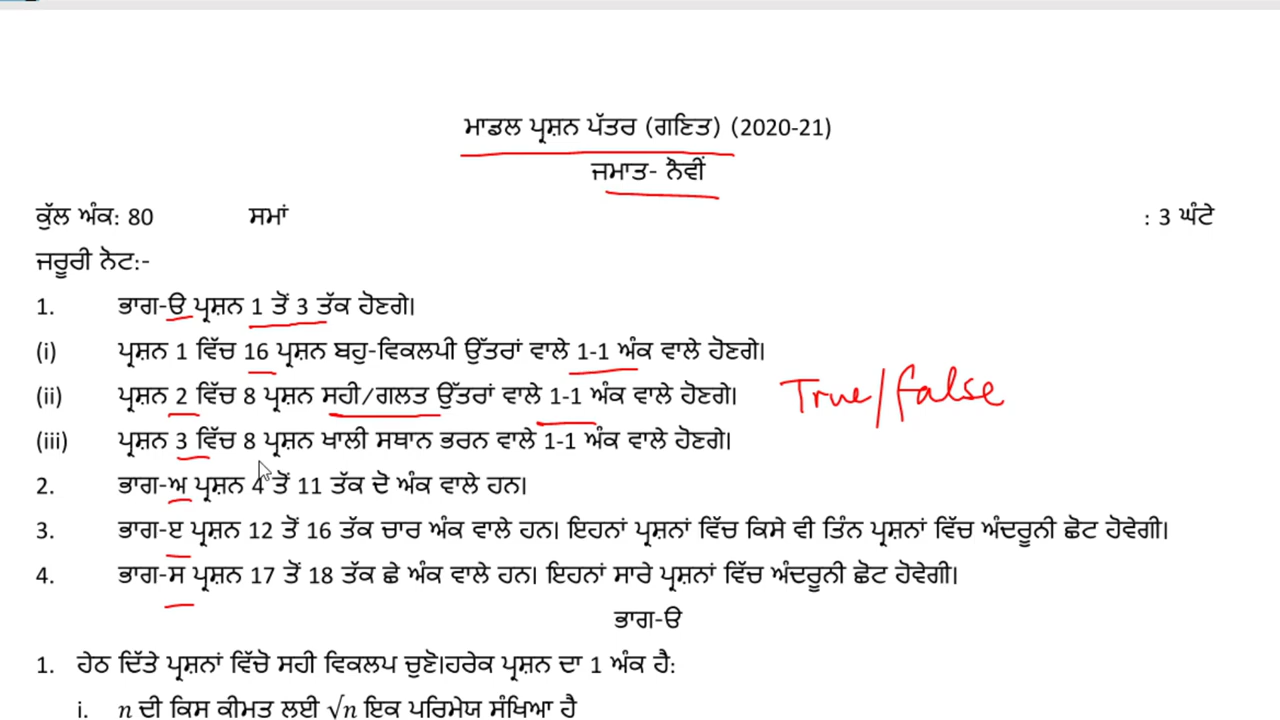 ਮਾਡਲ ਪ੍ਰਸ਼ਨ ਪੱਤਰ (ਗਣਿਤ) (2020-21)
ਜਮਾਤ- ਨੌਵੀਂ
ਕੁੱਲ ਅੰਕ: 80 ਸਮਾਂ : 3 ਘੰਟੇ
ਜਰੂਰੀ ਨੋਟ:-
1. ਭਾਗ-ੳ ਪ੍ਰਸ਼ਨ 1 ਤੋਂ 3 ਤੱਕ ਹੋਣਗੇ।
(i) ਪ੍ਰਸ਼ਨ 1 ਵਿੱਚ 16 ਪ੍ਰਸ਼ਨ ਬਹੁ-ਵਿਕਲਪੀ ਉੱਤਰਾਂ ਵਾਲੇ 1-1 ਅੰਕ ਵਾਲੇ ਹੋਣਗੇ।
(ii) ਪ੍ਰਸ਼ਨ 2 ਵਿੱਚ 8 ਪ੍ਰਸ਼ਨ ਸਹੀ/ਗਲਤ ਉੱਤਰਾਂ ਵਾਲੇ 1-1 ਅੰਕ ਵਾਲੇ ਹੋਣਗੇ। True/false
(iii) ਪ੍ਰਸ਼ਨ 3 ਵਿੱਚ 8 ਪ੍ਰਸ਼ਨ ਖਾਲੀ ਸਥਾਨ ਭਰਨ ਵਾਲੇ 1-1 ਅੰਕ ਵਾਲੇ ਹੋਣਗੇ।
2. ਭਾਗ-ਅ ਪ੍ਰਸ਼ਨ 4 ਤੋਂ 11 ਤੱਕ ਦੋ ਅੰਕ ਵਾਲੇ ਹਨ।
3. ਭਾਗ-ੲ ਪ੍ਰਸ਼ਨ 12 ਤੋਂ 16 ਤੱਕ ਚਾਰ ਅੰਕ ਵਾਲੇ ਹਨ। ਇਹਨਾਂ ਪ੍ਰਸ਼ਨਾਂ ਵਿੱਚ ਕਿਸੇ ਵੀ ਤਿੰਨ ਪ੍ਰਸ਼ਨਾਂ ਵਿੱਚ ਅੰਦਰੂਨੀ ਛੋਟ ਹੋਵੇਗੀ।
4. ਭਾਗ-ਸ ਪ੍ਰਸ਼ਨ 17 ਤੋਂ 18 ਤੱਕ ਛੇ ਅੰਕ ਵਾਲੇ ਹਨ। ਇਹਨਾਂ ਸਾਰੇ ਪ੍ਰਸ਼ਨਾਂ ਵਿੱਚ ਅੰਦਰੂਨੀ ਛੋਟ ਹੋਵੇਗੀ।
ਭਾਗ-ੳ
1. ਹੇਠ ਦਿੱਤੇ ਪ੍ਰਸ਼ਨਾਂ ਵਿੱਚੋ ਸਹੀ ਵਿਕਲਪ ਚੁਣੋ।ਹਰੇਕ ਪ੍ਰਸ਼ਨ ਦਾ 1 ਅੰਕ ਹੈ:
i. n ਦੀ ਕਿਸ ਕੀਮਤ ਲਈ √n ਇਕ ਪਰਿਮੇਯ ਸੰਖਿਆ ਹੈ